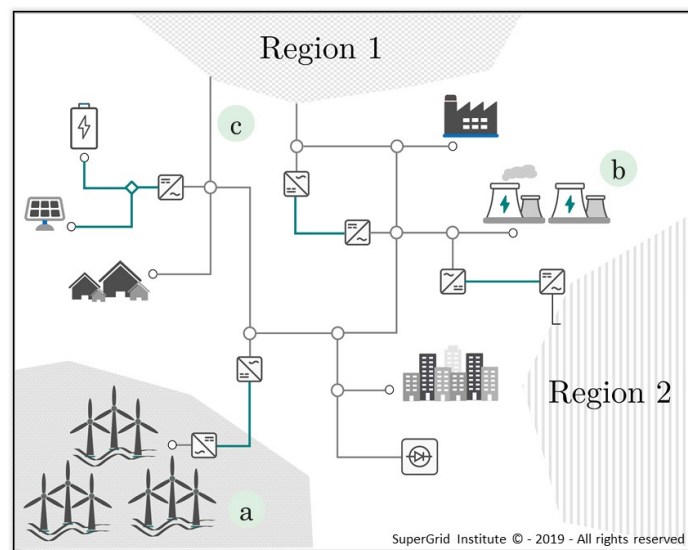 Region 1
c
b
Region 2
a
SuperGrid Institute © - 2019 - All rights reserved